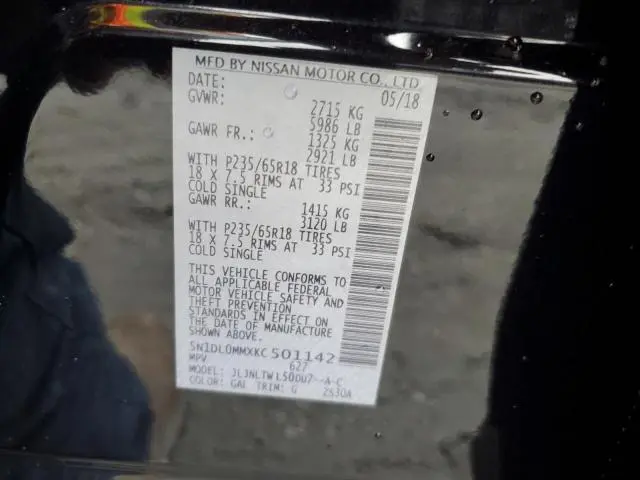 MFD BY NISSAN MOTOR CO., LTD.
DATE: 05/18
GVWR: 2715 KG
5986 LB
GAWR FR.: 1325 KG
2921 LB
WITH P235/65R18 TIRES
18 X 7.5 RIMS AT 33 PSI
COLD SINGLE
GAWR RR.: 1415 KG
3120 LB
WITH P235/65R18 TIRES
18 X 7.5 RIMS AT 33 PSI
COLD SINGLE
THIS VEHICLE CONFORMS TO
ALL APPLICABLE FEDERAL
MOTOR VEHICLE SAFETY AND
THEFT PREVENTION
STANDARDS IN EFFECT ON
THE DATE OF MANUFACTURE
SHOWN ABOVE.
5N1DL0MMXKC501142
MPV 627
MODEL: JLJNLTWL50DU7--A-C
COLOR: GAL TRIM: G 2530A